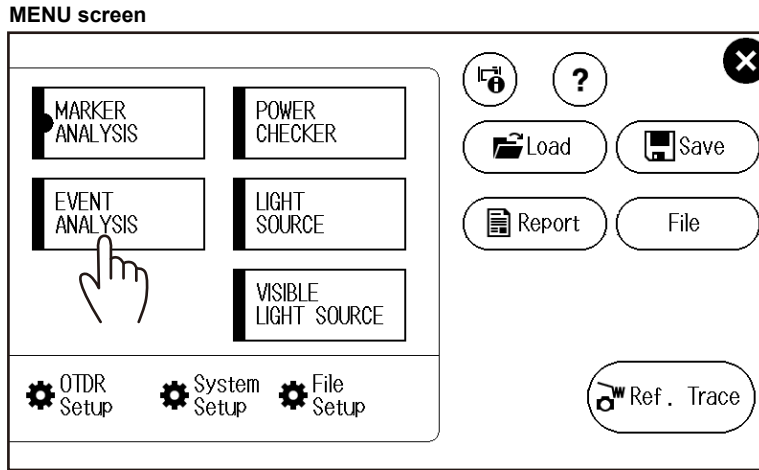 MENU screen
MARKER
ANALYSIS
POWER
CHECKER
EVENT
ANALYSIS
LIGHT
SOURCE
VISIBLE
LIGHT SOURCE
OTDR
Setup
System
Setup
File
Setup
?
Load
Save
Report
File
Ref. Trace